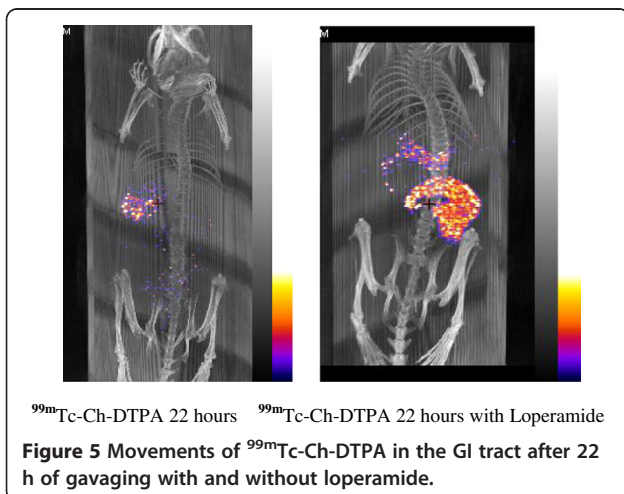 M
M
⁹⁹ᵐTc-Ch-DTPA 22 hours ⁹⁹ᵐTc-Ch-DTPA 22 hours with Loperamide
Figure 5 Movements of ⁹⁹ᵐTc-Ch-DTPA in the GI tract after 22
h of gavaging with and without loperamide.